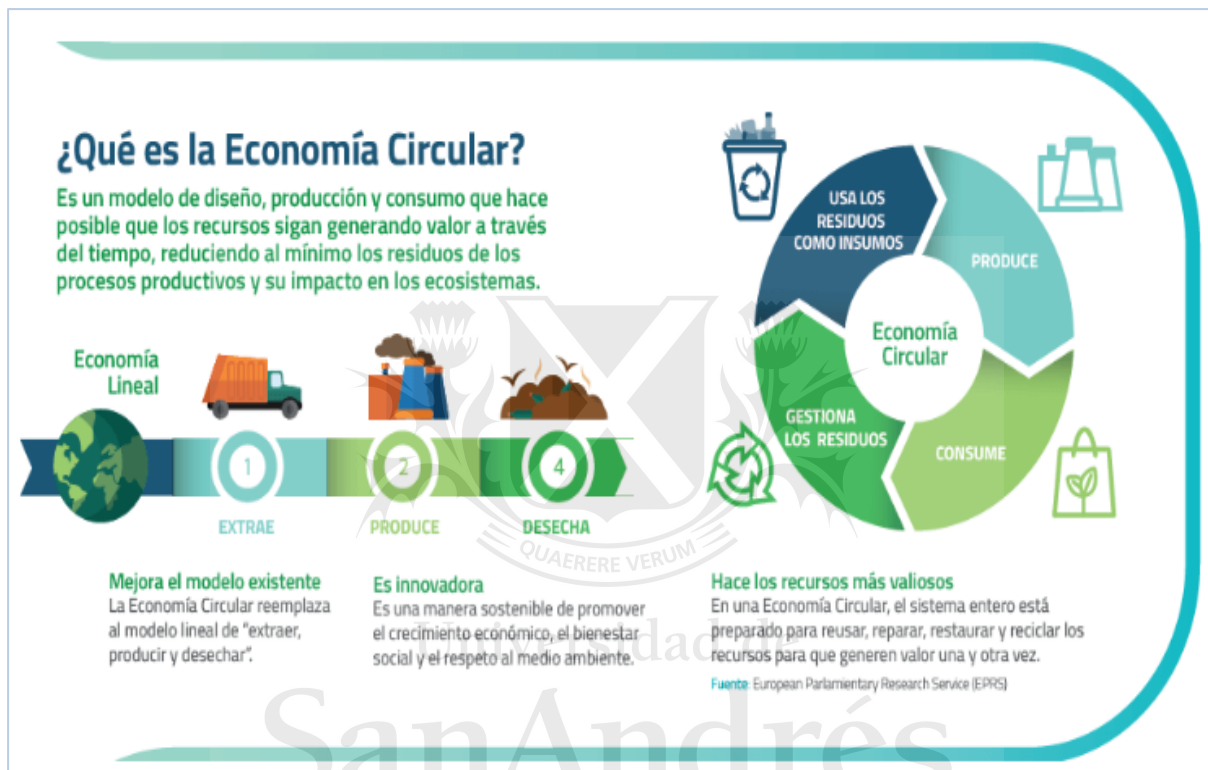 ¿Qué es la Economía Circular?
Es un modelo de diseño, producción y consumo que hace
posible que los recursos sigan generando valor a través
del tiempo, reduciendo al mínimo los residuos de los
procesos productivos y su impacto en los ecosistemas.
Economía
Lineal
1
2
4
EXTRAE
PRODUCE
DESECHA
USA LOS
RESIDUOS
COMO INSUMOS
PRODUCE
Economía
Circular
GESTIONA
LOS RESIDUOS
CONSUME
Mejora el modelo existente
La Economía Circular reemplaza
al modelo lineal de "extraer,
producir y desechar".
Es innovadora
Es una manera sostenible de promover
el crecimiento económico, el bienestar
social y el respeto al medio ambiente.
Hace los recursos más valiosos
En una Economía Circular, el sistema entero está
preparado para reusar, reparar, restaurar y reciclar los
recursos para que generen valor una y otra vez.
Fuente: European Parlamientary Research Service (EPRS)
QUAERERE VERUM
Universidad de
SanAndrés